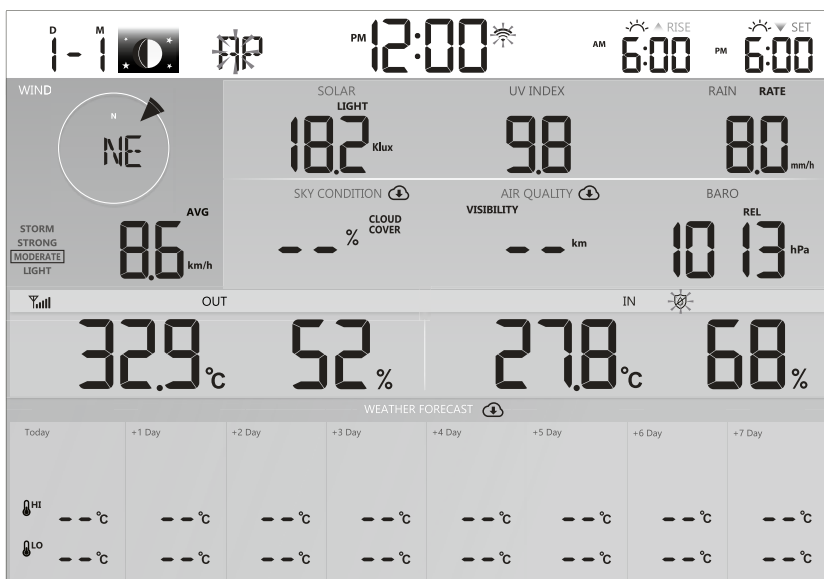 D M
1-1 AP PM 12:00 AM RISE 6:00 PM SET 6:00
WIND
N
NE
AVG
8.6 km/h
STORM
STRONG
MODERATE
LIGHT
SOLAR
LIGHT
18.2 Klux
UV INDEX
9.8
RAIN RATE
8.0 mm/h
SKY CONDITION
-- % CLOUD COVER
AIR QUALITY
VISIBILITY
-- km
BARO
REL
1013 hPa
OUT
32.9 °C 52 %
IN
27.8 °C 68 %
WEATHER FORECAST
Today +1 Day +2 Day +3 Day +4 Day +5 Day +6 Day +7 Day
HI -- °C -- °C -- °C -- °C -- °C -- °C -- °C -- °C
LO -- °C -- °C -- °C -- °C -- °C -- °C -- °C -- °C